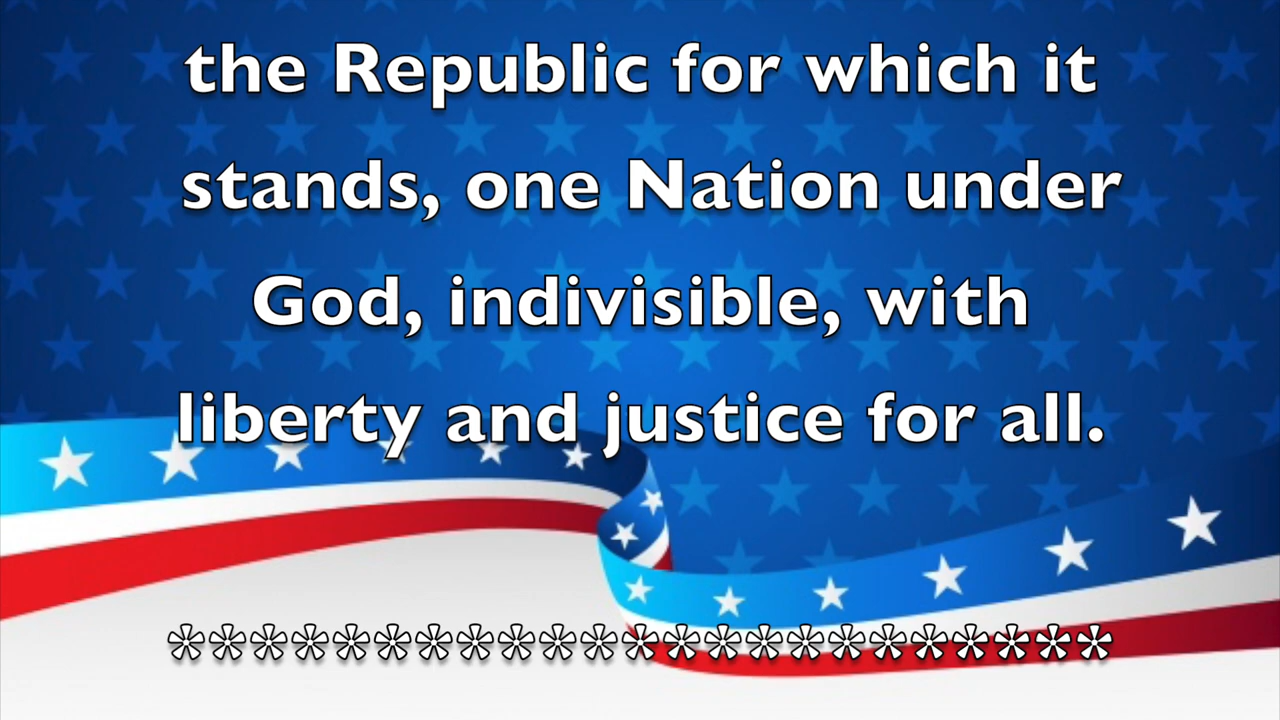 the Republic for which it
stands, one Nation under
God, indivisible, with
liberty and justice for all.
***********************